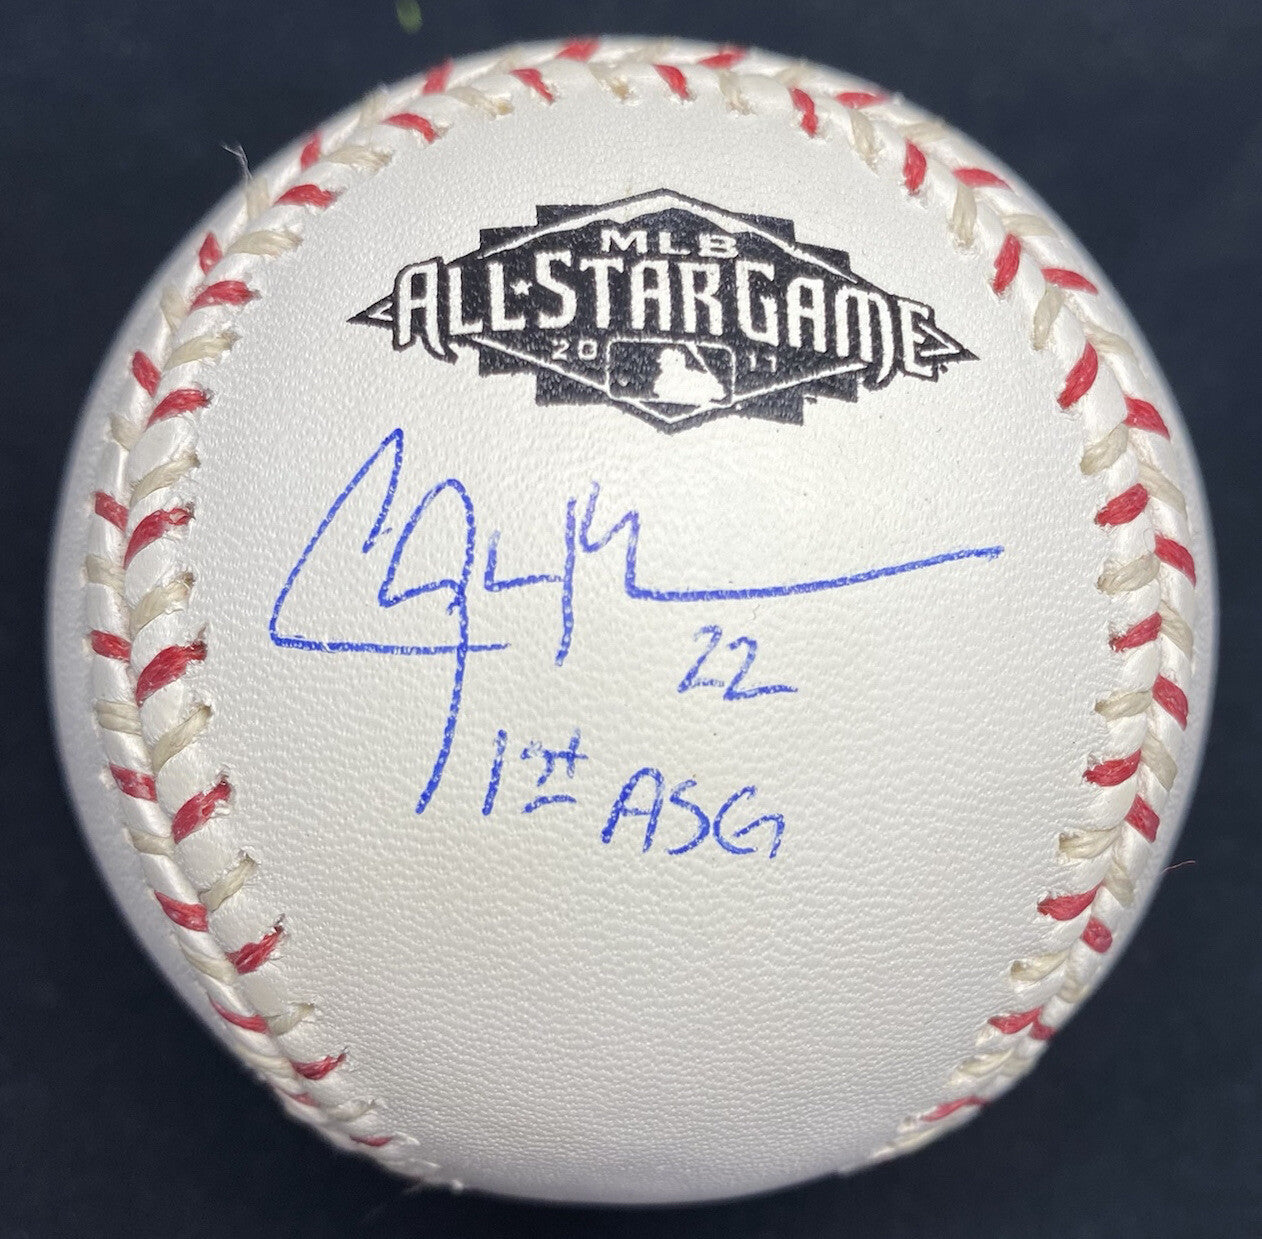 MLB
ALL★STAR GAME
20 11
22
1st ASG